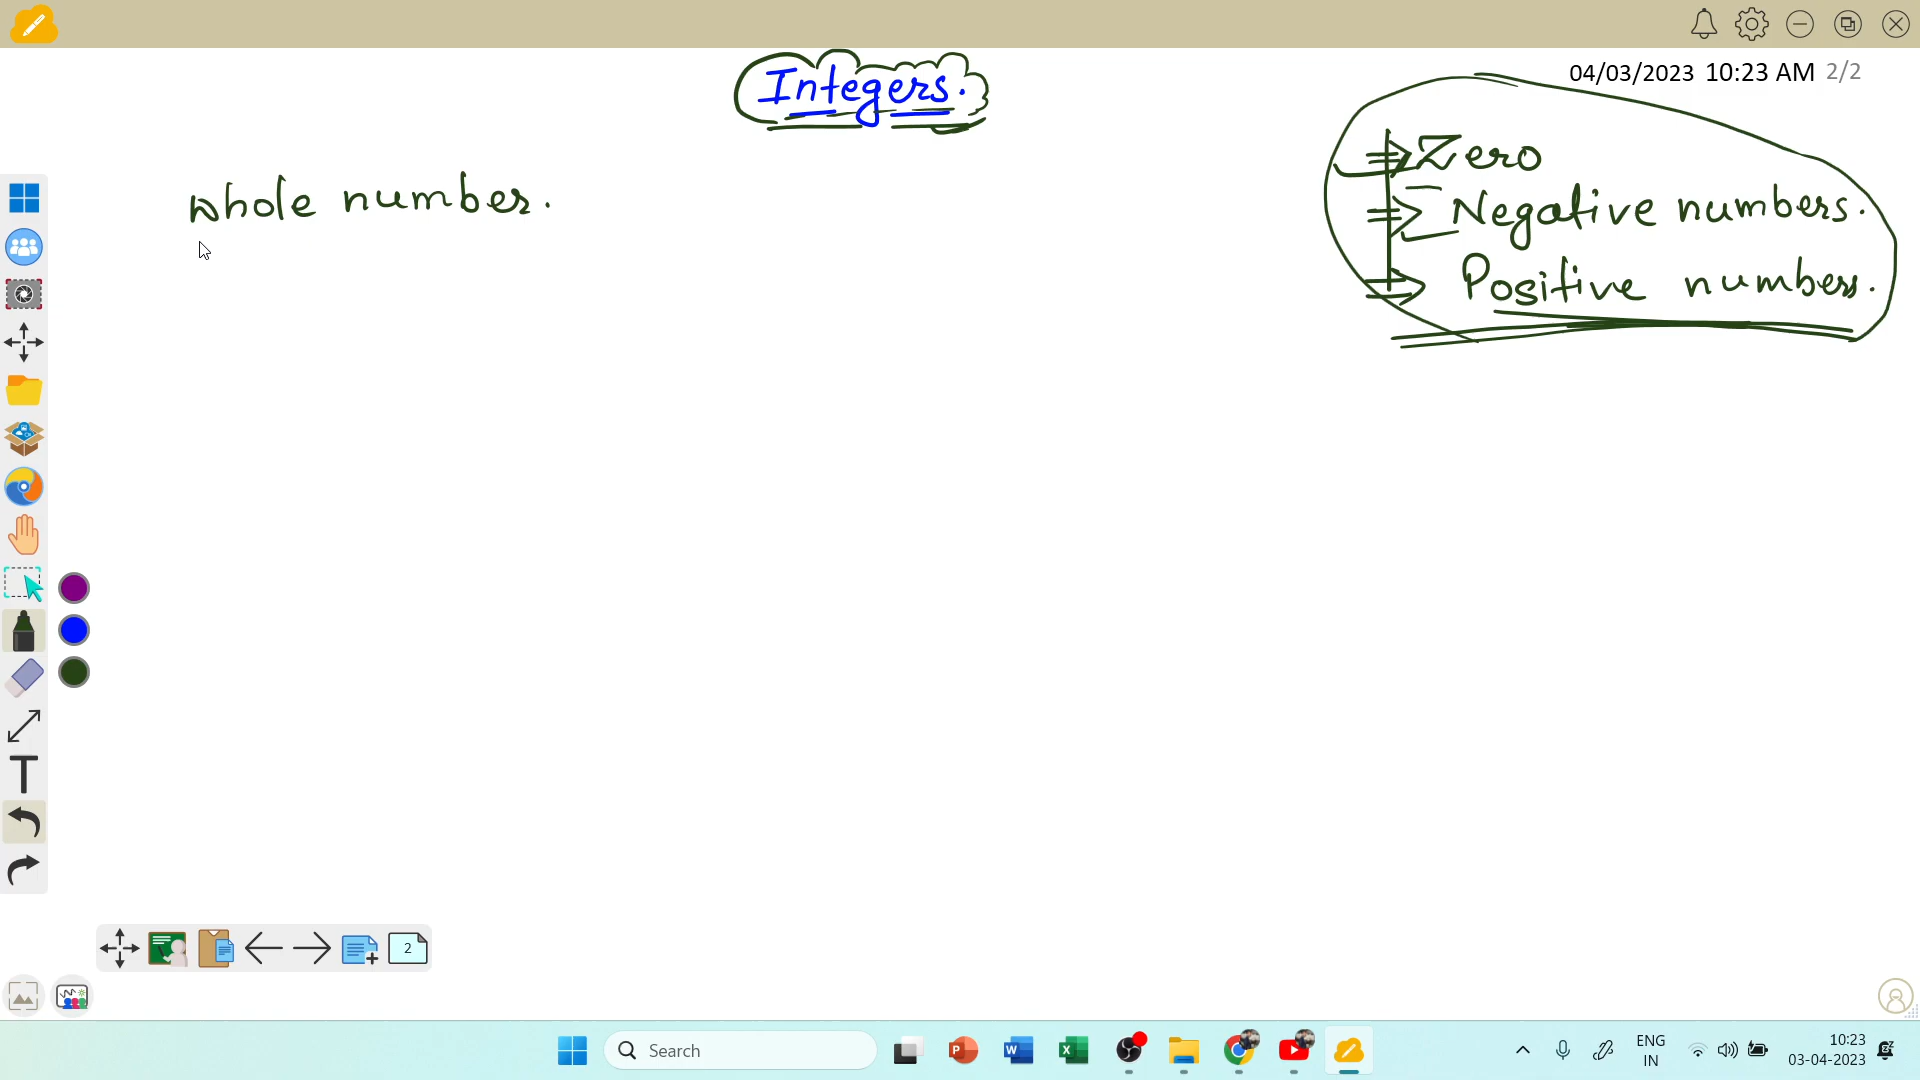 Integers.
04/03/2023 10:23 AM 2/2
Zero
whole number.
Negative numbers.
Positive numbers.
T
2
Search
P
W
X
ENG
IN
10:23
03-04-2023